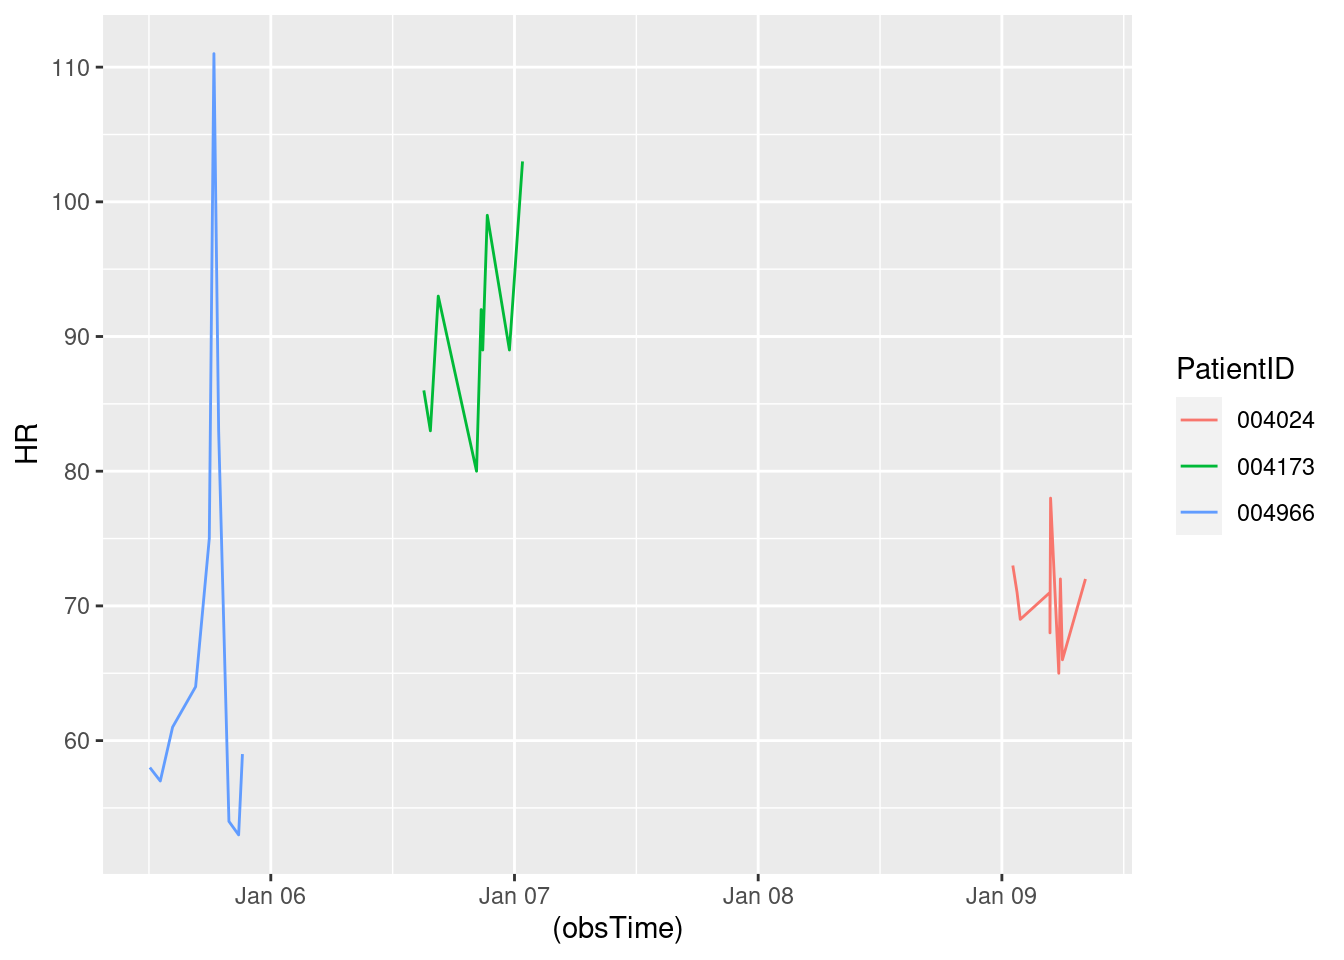 110
100
90
80
70
60
HR
Jan 06
Jan 07
Jan 08
Jan 09
(obsTime)
PatientID
004024
004173
004966